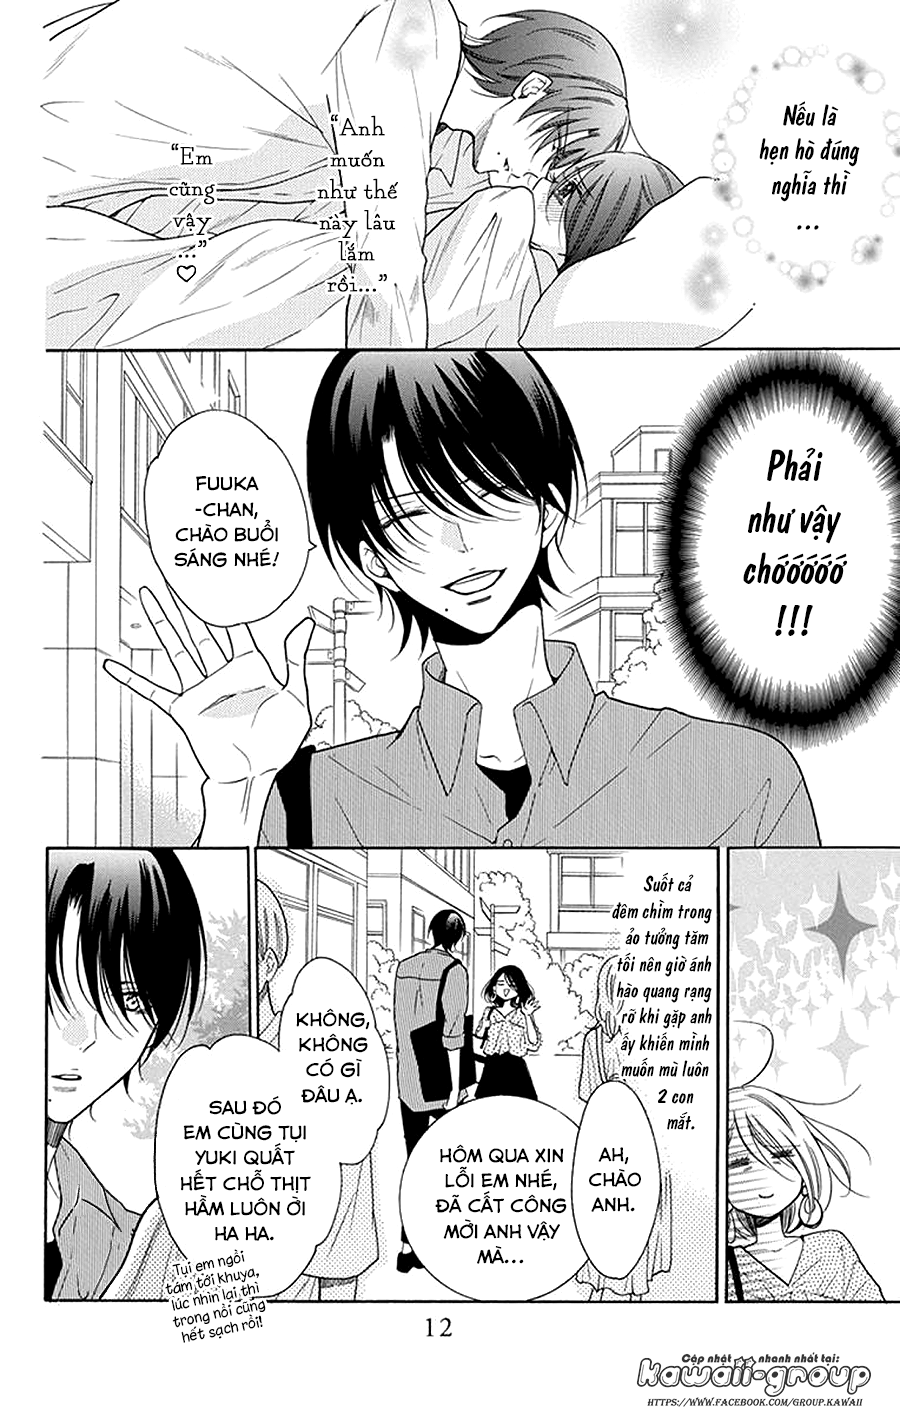 Nếu là
hẹn hò đúng
nghĩa thì
...
“Anh
muốn
như thế
này lâu
lắm
rồi...”
“Em
cũng
vậy
...”
♡
Phải
như vậy
chớớớớớ
!!!
FUUKA
-CHAN,
CHÀO BUỔI
SÁNG NHÉ!
Suốt cả
đêm chìm trong
ảo tưởng tăm
tối nên giờ ánh
hào quang rạng
rỡ khi gặp anh
ấy khiến mình
muốn mù luôn
2 con
mắt.
AH,
CHÀO
ANH.
HÔM QUA XIN
LỖI EM NHÉ,
ĐÃ CẤT CÔNG
MỜI ANH VẬY
MÀ...
KHÔNG,
KHÔNG
CÓ GÌ
ĐÂU Ạ.
SAU ĐÓ
EM CÙNG TỤI
YUKI QUẤT
HẾT CHỖ THỊT
HẦM LUÔN ỜI
HA HA.
Tụi em ngồi
tám tới khuya,
lúc nhìn lại thì
trong nồi cũng
hết sạch rồi!
12
Cập nhật nhanh nhất tại:
kawaii-group
HTTPS://WWW.FACEBOOK.COM/GROUP.KAWAII